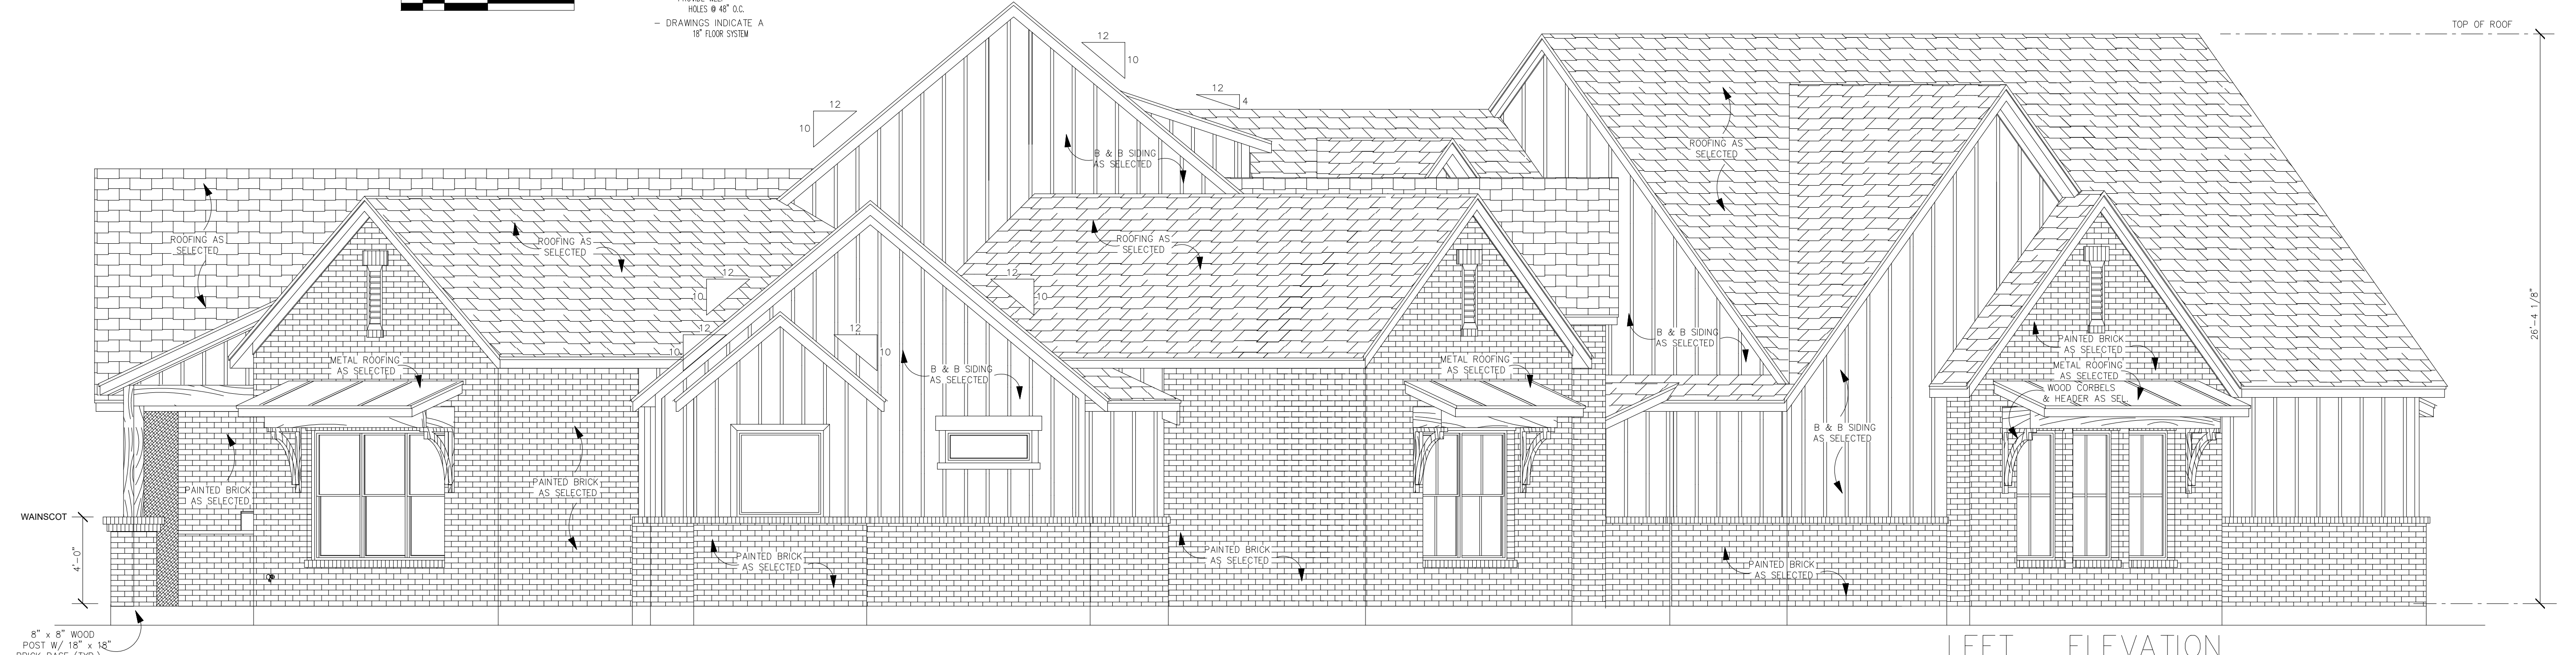 HOLES @ 48" O.C.
- DRAWINGS INDICATE A
18" FLOOR SYSTEM
TOP OF ROOF
12
10
12
4
12
10
B & B SIDING
AS SELECTED
ROOFING AS
SELECTED
ROOFING AS
SELECTED
ROOFING AS
SELECTED
ROOFING AS
SELECTED
12
10
12
10
12
10
12
10
26'-4 1/8"
METAL ROOFING
AS SELECTED
B & B SIDING
AS SELECTED
METAL ROOFING
AS SELECTED
B & B SIDING
AS SELECTED
PAINTED BRICK
AS SELECTED
METAL ROOFING
AS SELECTED
WOOD CORBELS
& HEADER AS SEL.
B & B SIDING
AS SELECTED
PAINTED BRICK
AS SELECTED
PAINTED BRICK
AS SELECTED
WAINSCOT
4'-0"
PAINTED BRICK
AS SELECTED
PAINTED BRICK
AS SELECTED
PAINTED BRICK
AS SELECTED
8" x 8" WOOD
POST W/ 18" x 18"
BRICK BASE (TYP.)
LEFT ELEVATION